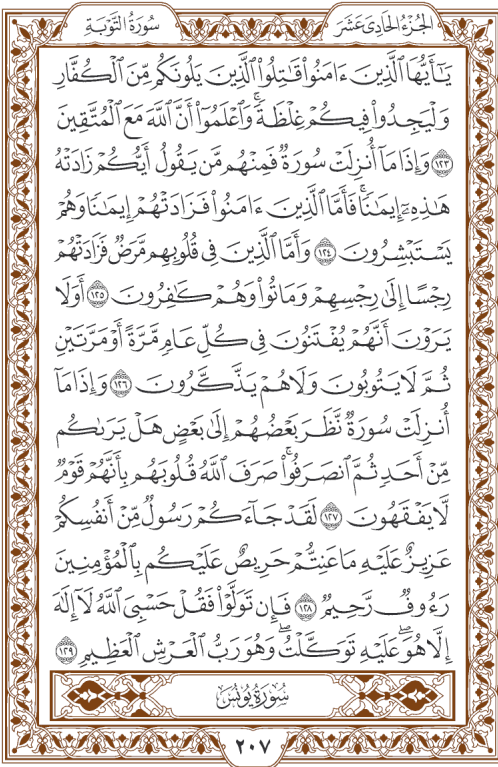 الجزء الحادي عشر
سورة التوبة
يَٰٓأَيُّهَا ٱلَّذِينَ ءَامَنُوا۟ قَٰتِلُوا۟ ٱلَّذِينَ يَلُونَكُم مِّنَ ٱلْكُفَّارِ
وَلْيَجِدُوا۟ فِيكُمْ غِلْظَةً ۚ وَٱعْلَمُوٓا۟ أَنَّ ٱللَّهَ مَعَ ٱلْمُتَّقِينَ
١٢٣ وَإِذَا مَآ أُنزِلَتْ سُورَةٌ فَمِنْهُم مَّن يَقُولُ أَيُّكُمْ زَادَتْهُ
هَٰذِهِۦٓ إِيمَٰنًا ۚ فَأَمَّا ٱلَّذِينَ ءَامَنُوا۟ فَزَادَتْهُمْ إِيمَٰنًا وَهُمْ
يَسْتَبْشِرُونَ ١٢٤ وَأَمَّا ٱلَّذِينَ فِى قُلُوبِهِم مَّرَضٌ فَزَادَتْهُمْ
رِجْسًا إِلَىٰ رِجْسِهِمْ وَمَاتُوا۟ وَهُمْ كَٰفِرُونَ ١٢٥ أَوَلَا
يَرَوْنَ أَنَّهُمْ يُفْتَنُونَ فِى كُلِّ عَامٍ مَّرَّةً أَوْ مَرَّتَيْنِ
ثُمَّ لَا يَتُوبُونَ وَلَا هُمْ يَذَّكَّرُونَ ١٢٦ وَإِذَا مَآ
أُنزِلَتْ سُورَةٌ نَّظَرَ بَعْضُهُمْ إِلَىٰ بَعْضٍ هَلْ يَرَىٰكُم
مِّنْ أَحَدٍ ثُمَّ ٱنصَرَفُوا۟ ۚ صَرَفَ ٱللَّهُ قُلُوبَهُم بِأَنَّهُمْ قَوْمٌ
لَّا يَفْقَهُونَ ١٢٧ لَقَدْ جَآءَكُمْ رَسُولٌ مِّنْ أَنفُسِكُمْ
عَزِيزٌ عَلَيْهِ مَا عَنِتُّمْ حَرِيصٌ عَلَيْكُم بِٱلْمُؤْمِنِينَ
رَءُوفٌ رَّحِيمٌ ١٢٨ فَإِن تَوَلَّوْا۟ فَقُلْ حَسْبِىَ ٱللَّهُ لَآ إِلَٰهَ
إِلَّا هُوَ ۖ عَلَيْهِ تَوَكَّلْتُ ۖ وَهُوَ رَبُّ ٱلْعَرْشِ ٱلْعَظِيمِ ١٢٩
سُورَةُ يُونُسَ
٢٠٧